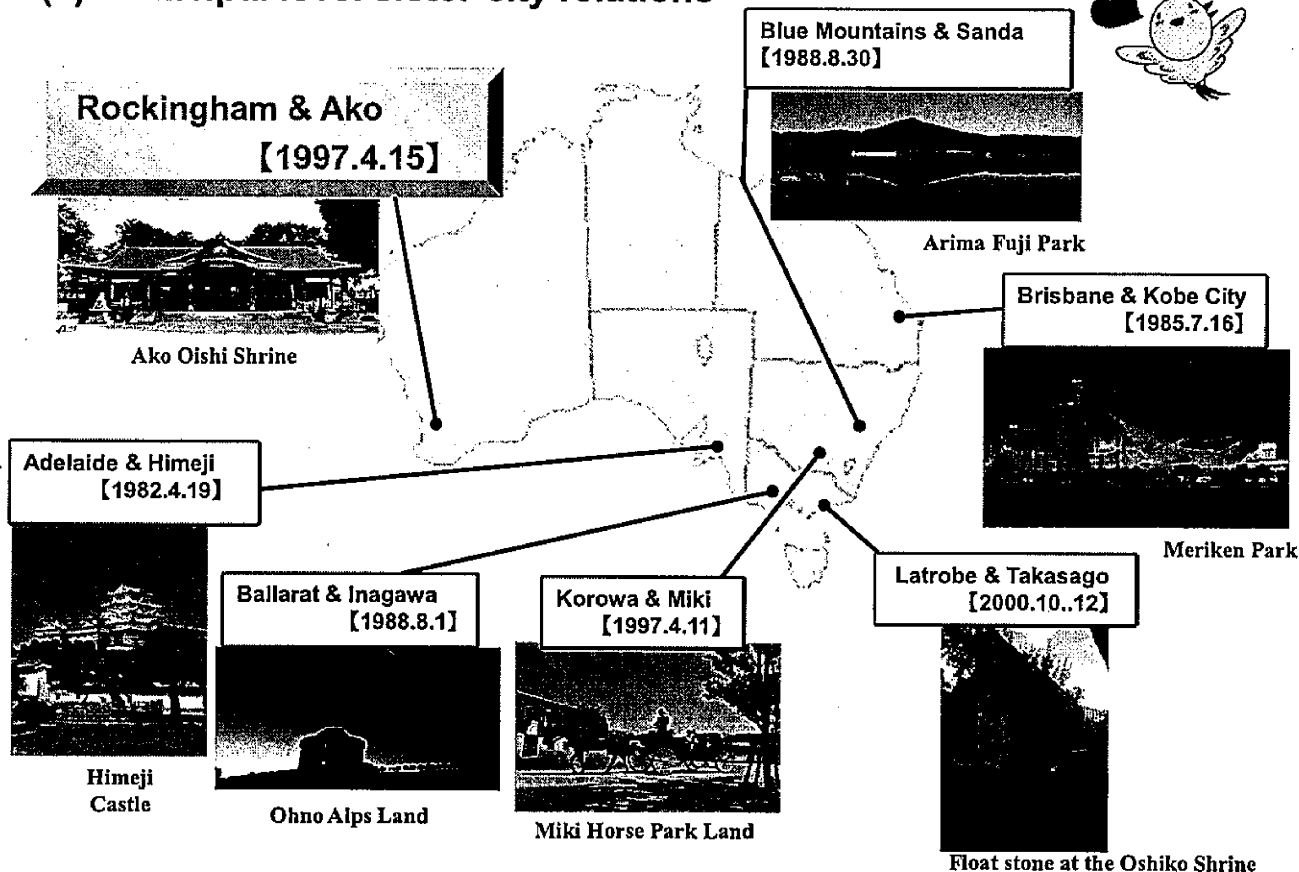 sister city relations
Blue Mountains & Sanda
【1988.8.30】
Rockingham & Ako
【1997.4.15】
Arima Fuji Park
Brisbane & Kobe City
【1985.7.16】
Ako Oishi Shrine
Meriken Park
Adelaide & Himeji
【1982.4.19】
Himeji
Castle
Ballarat & Inagawa
【1988.8.1】
Ohno Alps Land
Korowa & Miki
【1997.4.11】
Miki Horse Park Land
Latrobe & Takasago
【2000.10..12】
Float stone at the Oshiko Shrine